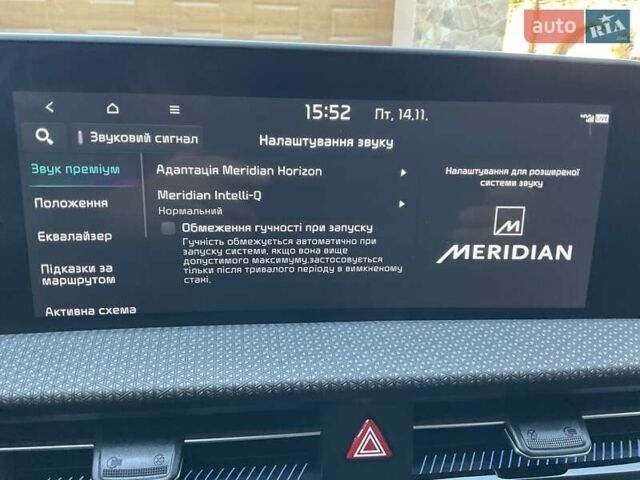 auto RIA.com
15:52 Пт, 14.11. LIVE
Звуковий сигнал
Налаштування звуку
Звук преміум
Положення
Еквалайзер
Підказки за
маршрутом
Активна схема
Адаптація Meridian Horizon
Meridian Intelli-Q
Нормальний
Обмеження гучності при запуску
Гучність обмежується автоматично при
запуску системи, якщо вона вище
допустимого максимуму.застосовується
тільки після тривалого періоду в вимкненому
стані.
Налаштування для розширеної
системи звуку
M
MERIDIAN